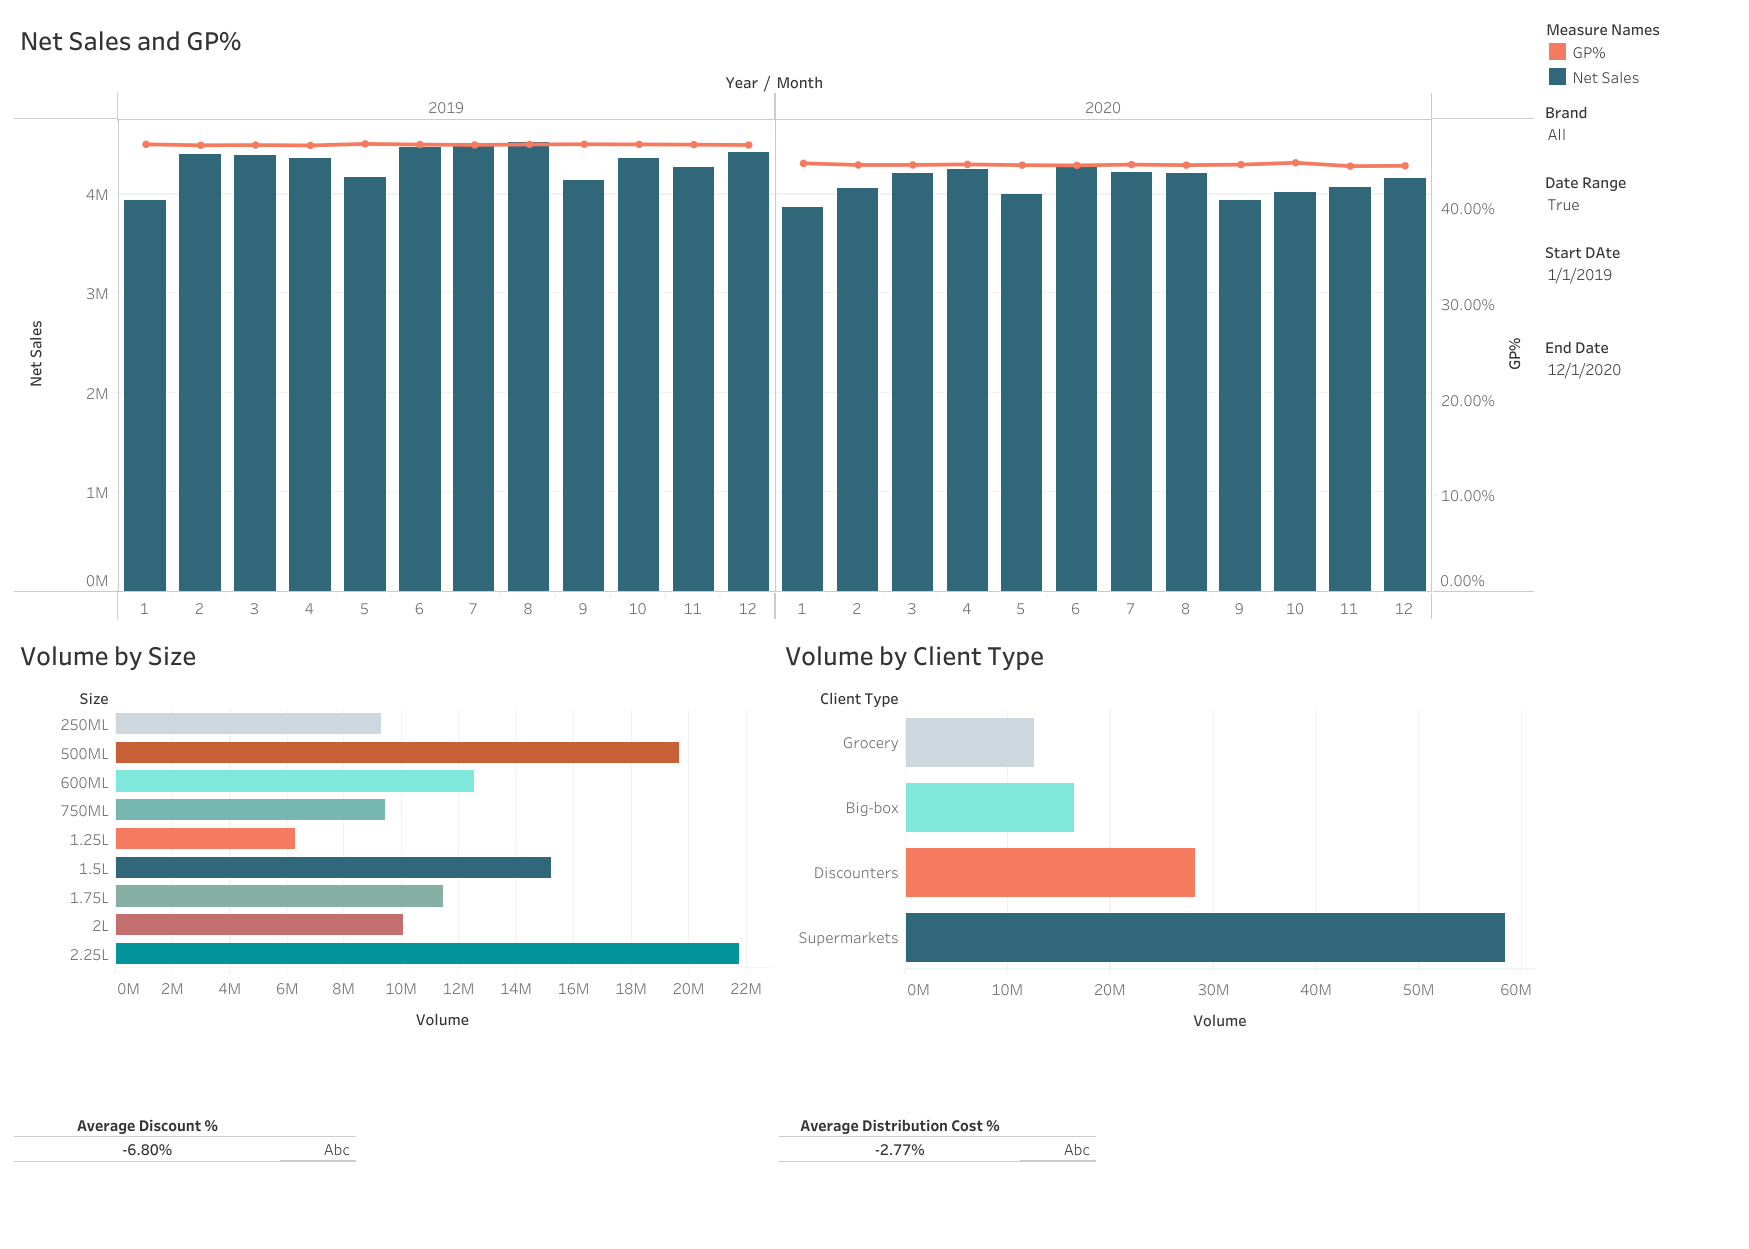 Net Sales and GP%
Year / Month
2019 2020
4M
3M
2M
1M
0M
Net Sales
40.00%
30.00%
20.00%
10.00%
0.00%
GP%
1 2 3 4 5 6 7 8 9 10 11 12 1 2 3 4 5 6 7 8 9 10 11 12
Measure Names
GP%
Net Sales
Brand
All
Date Range
True
Start DAte
1/1/2019
End Date
12/1/2020
Volume by Size
Size
250ML
500ML
600ML
750ML
1.25L
1.5L
1.75L
2L
2.25L
0M 2M 4M 6M 8M 10M 12M 14M 16M 18M 20M 22M
Volume
Volume by Client Type
Client Type
Grocery
Big-box
Discounters
Supermarkets
0M 10M 20M 30M 40M 50M 60M
Volume
Average Discount %
-6.80% Abc
Average Distribution Cost %
-2.77% Abc